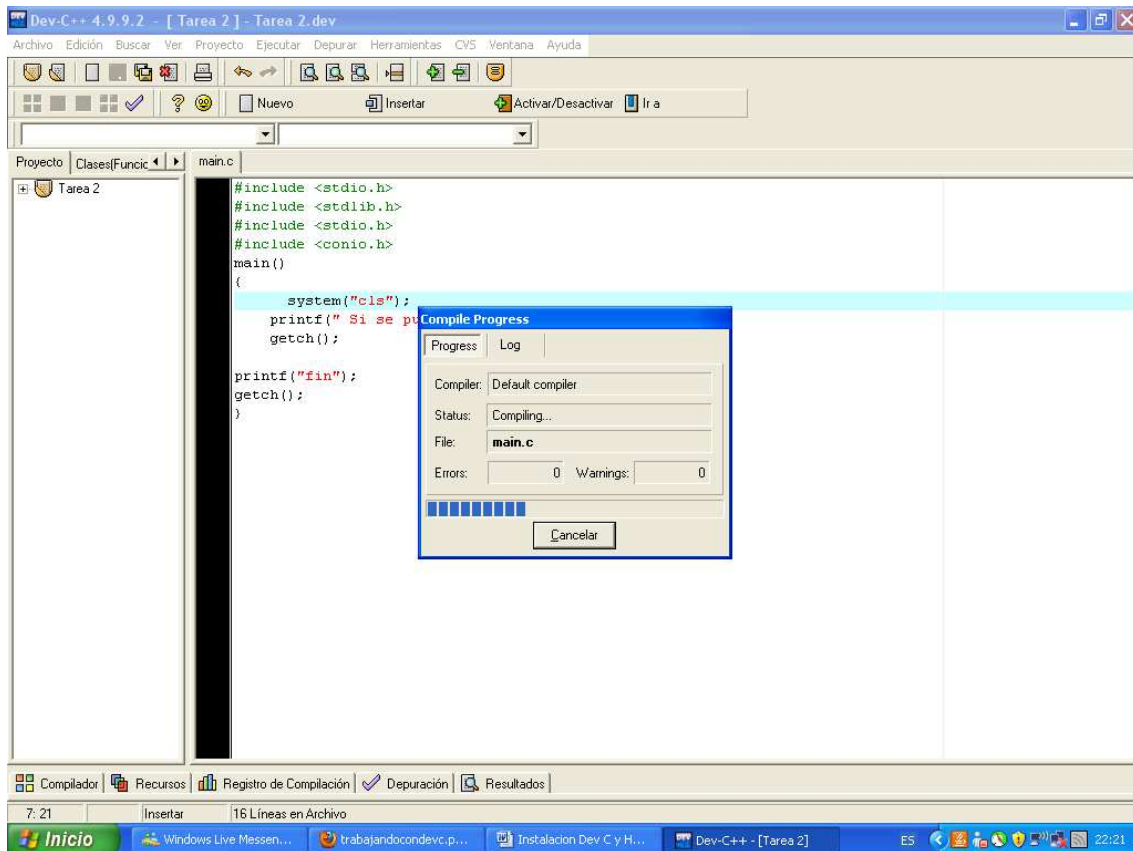 Dev-C++ 4.9.9.2 - [ Tarea 2 ] - Tarea 2.dev
Archivo Edición Buscar Ver Proyecto Ejecutar Depurar Herramientas CVS Ventana Ayuda
Nuevo Insertar Activar/Desactivar Ir a
Proyecto Clases(Funcic main.c
Tarea 2
#include <stdio.h>
#include <stdlib.h>
#include <stdio.h>
#include <conio.h>
main()
{
system("cls");
printf(" Si se pu
getch();
printf("fin");
getch();
}
Compile Progress
Progress Log
Compiler: Default compiler
Status: Compiling...
File: main.c
Errors: 0 Warnings: 0
Cancelar
Compilador Recursos Registro de Compilación Depuración Resultados
7: 21 Insertar 16 Líneas en Archivo
Inicio Windows Live Messen... trabajandocondevc.p... Instalacion Dev C y H... Dev-C++ - [Tarea 2] ES 22:21